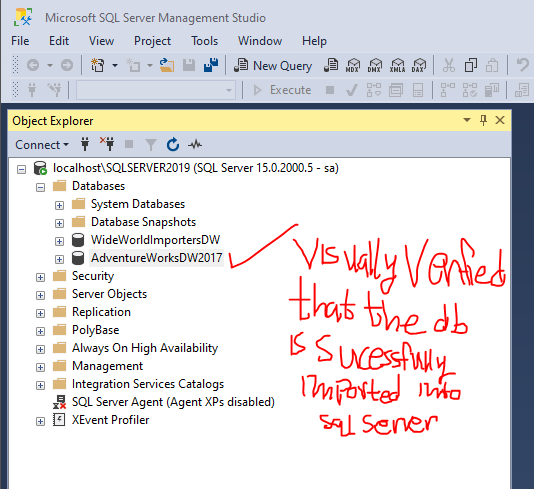 Microsoft SQL Server Management Studio
File Edit View Project Tools Window Help
New Query MDX DMX XMLA DAX
Execute
Object Explorer
Connect
localhost\SQLSERVER2019 (SQL Server 15.0.2000.5 - sa)
Databases
System Databases
Database Snapshots
WideWorldImportersDW
AdventureWorksDW2017
Security
Server Objects
Replication
PolyBase
Always On High Availability
Management
Integration Services Catalogs
SQL Server Agent (Agent XPs disabled)
XEvent Profiler
Visually Verified
that the db
is sucessfully
imported into
sql server